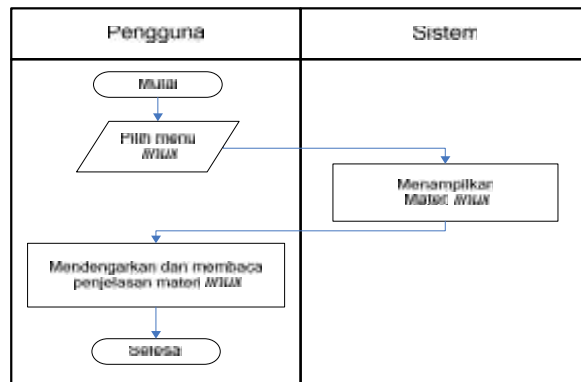 Pengguna
Sistem
Mulai
Pilih menu
Menampilkan
Materi
Mendengarkan dan membaca
penjelasan materi
Selesai